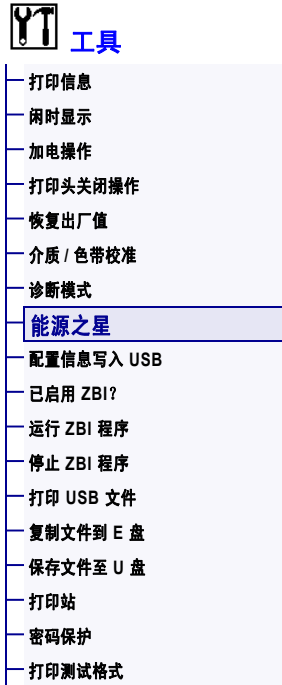 工具
打印信息
闲时显示
加电操作
打印头关闭操作
恢复出厂值
介质 / 色带校准
诊断模式
能源之星
配置信息写入 USB
已启用 ZBI?
运行 ZBI 程序
停止 ZBI 程序
打印 USB 文件
复制文件到 E 盘
保存文件至 U 盘
打印站
密码保护
打印测试格式